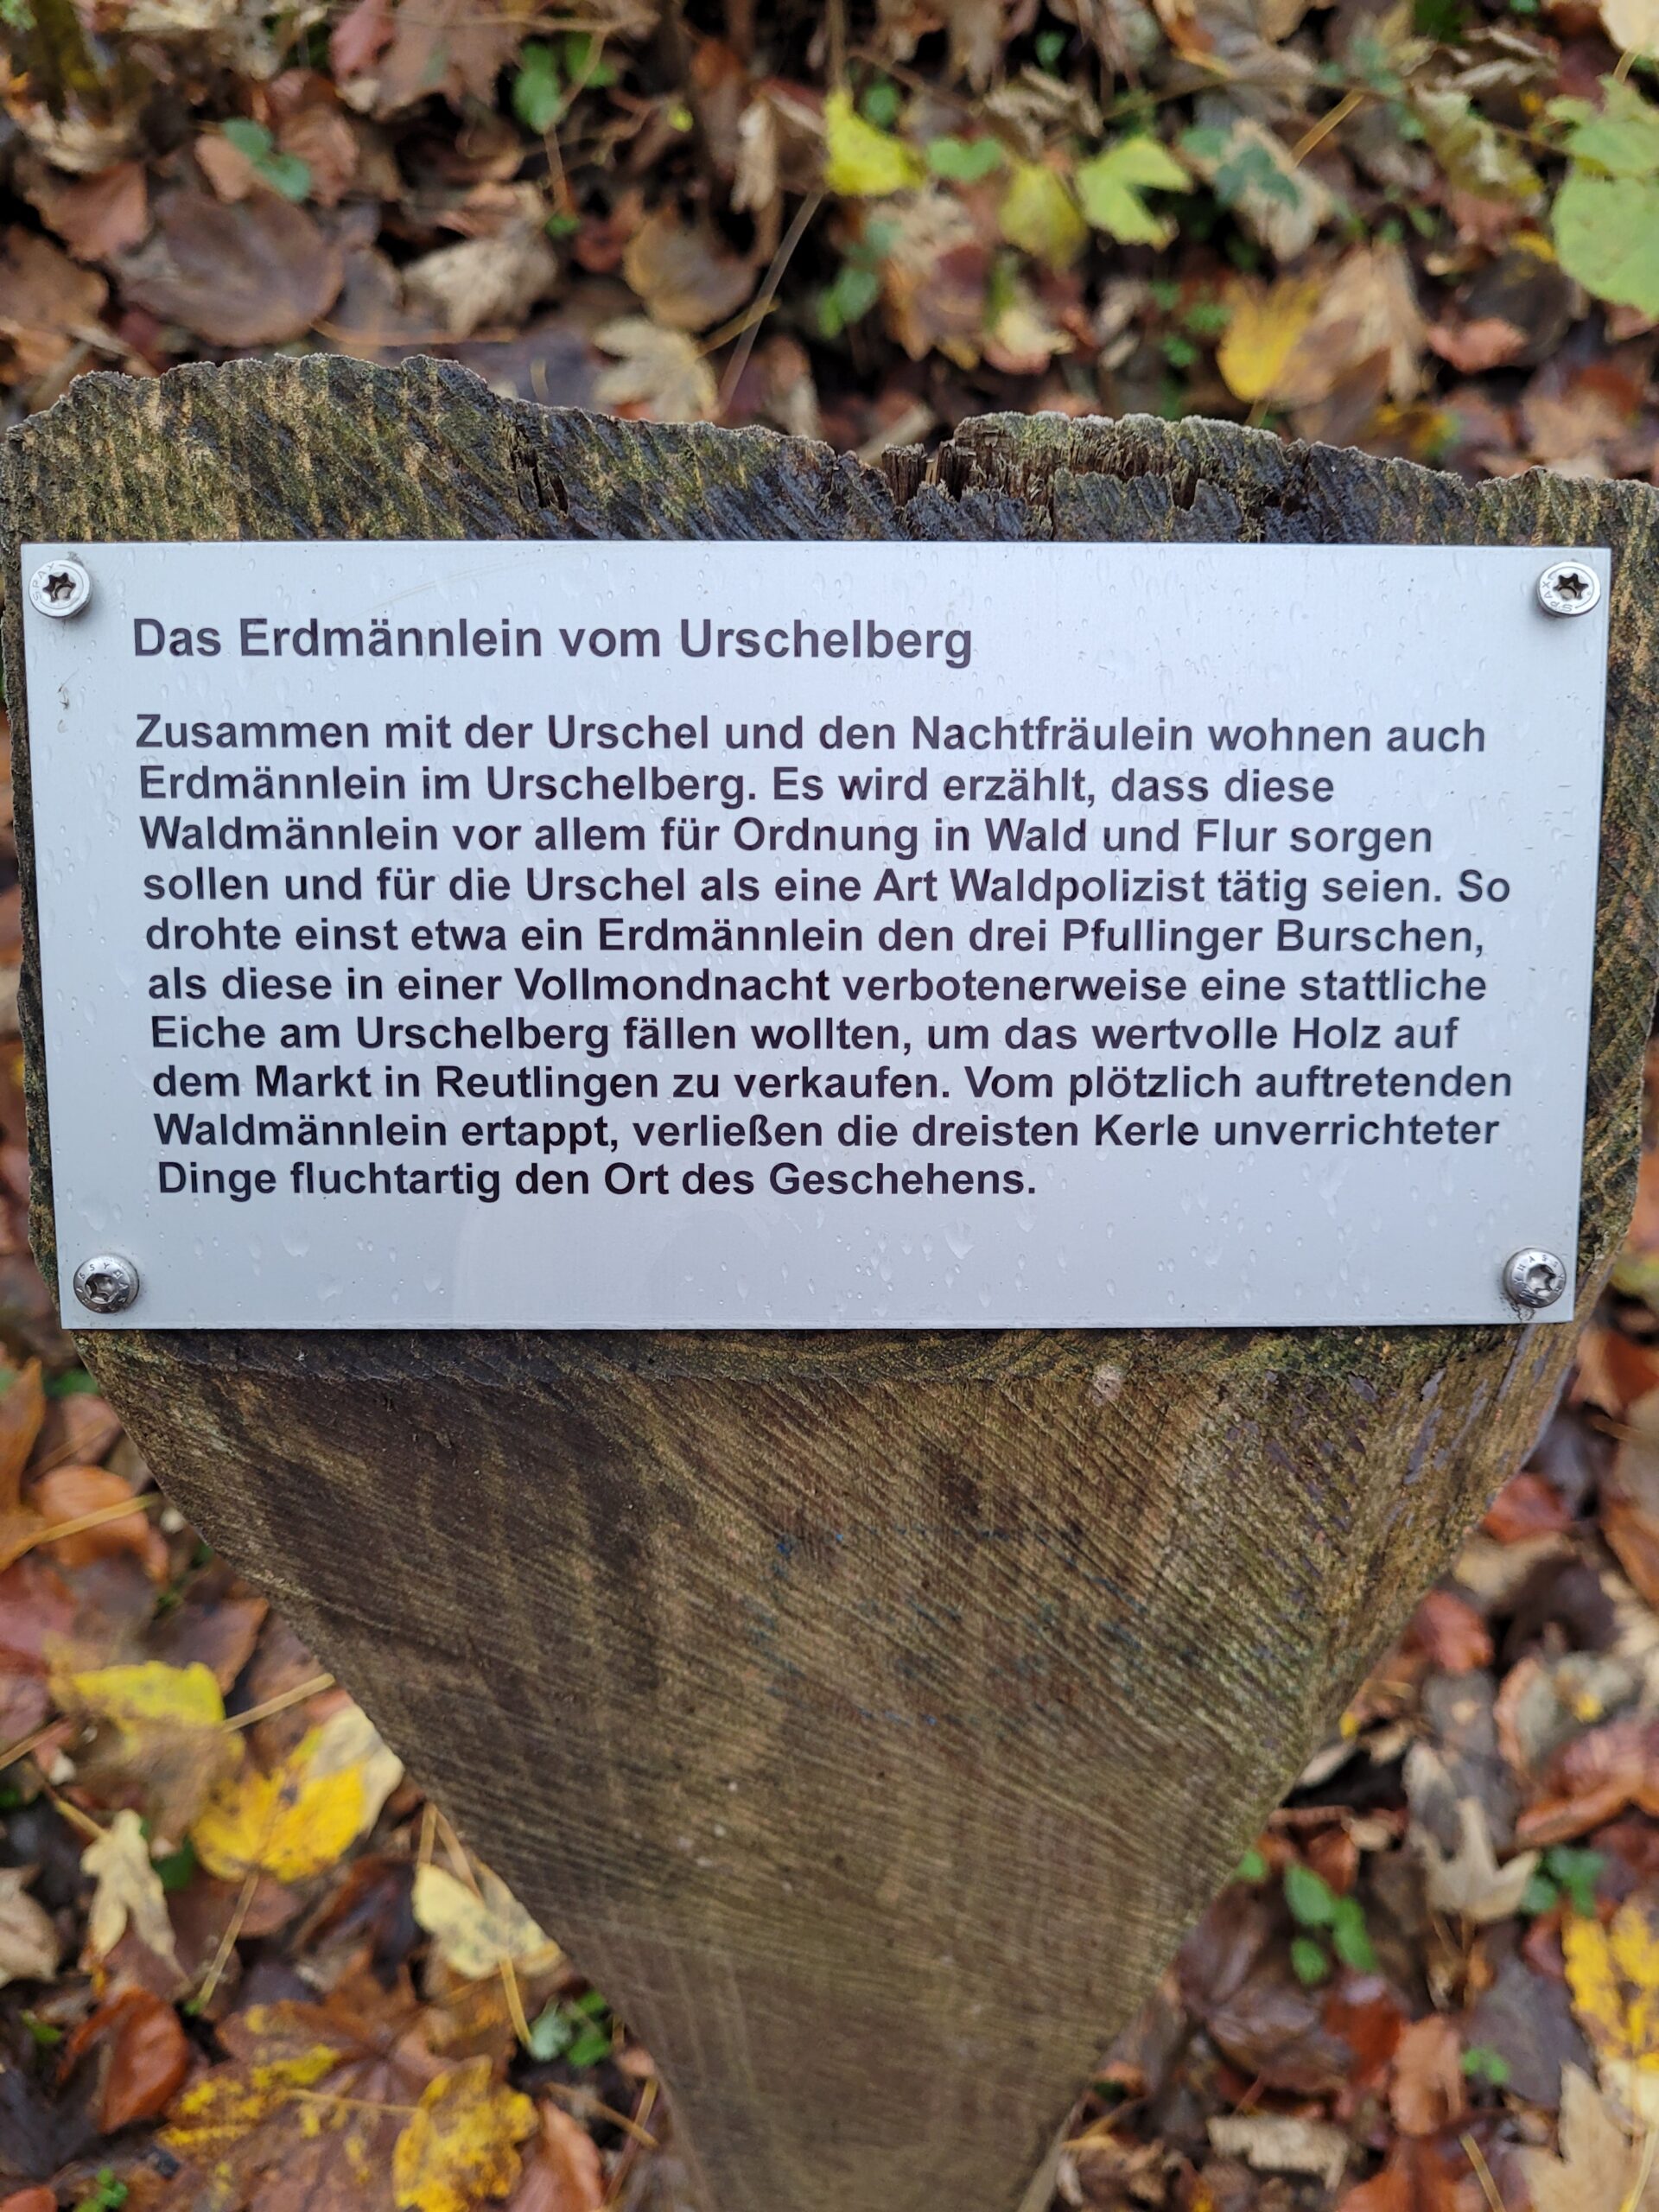 Das Erdmännlein vom Urschelberg
Zusammen mit der Urschel und den Nachtfräulein wohnen auch
Erdmännlein im Urschelberg. Es wird erzählt, dass diese
Waldmännlein vor allem für Ordnung in Wald und Flur sorgen
sollen und für die Urschel als eine Art Waldpolizist tätig seien. So
drohte einst etwa ein Erdmännlein den drei Pfullinger Burschen,
als diese in einer Vollmondnacht verbotenerweise eine stattliche
Eiche am Urschelberg fällen wollten, um das wertvolle Holz auf
dem Markt in Reutlingen zu verkaufen. Vom plötzlich auftretenden
Waldmännlein ertappt, verließen die dreisten Kerle unverrichteter
Dinge fluchtartig den Ort des Geschehens.